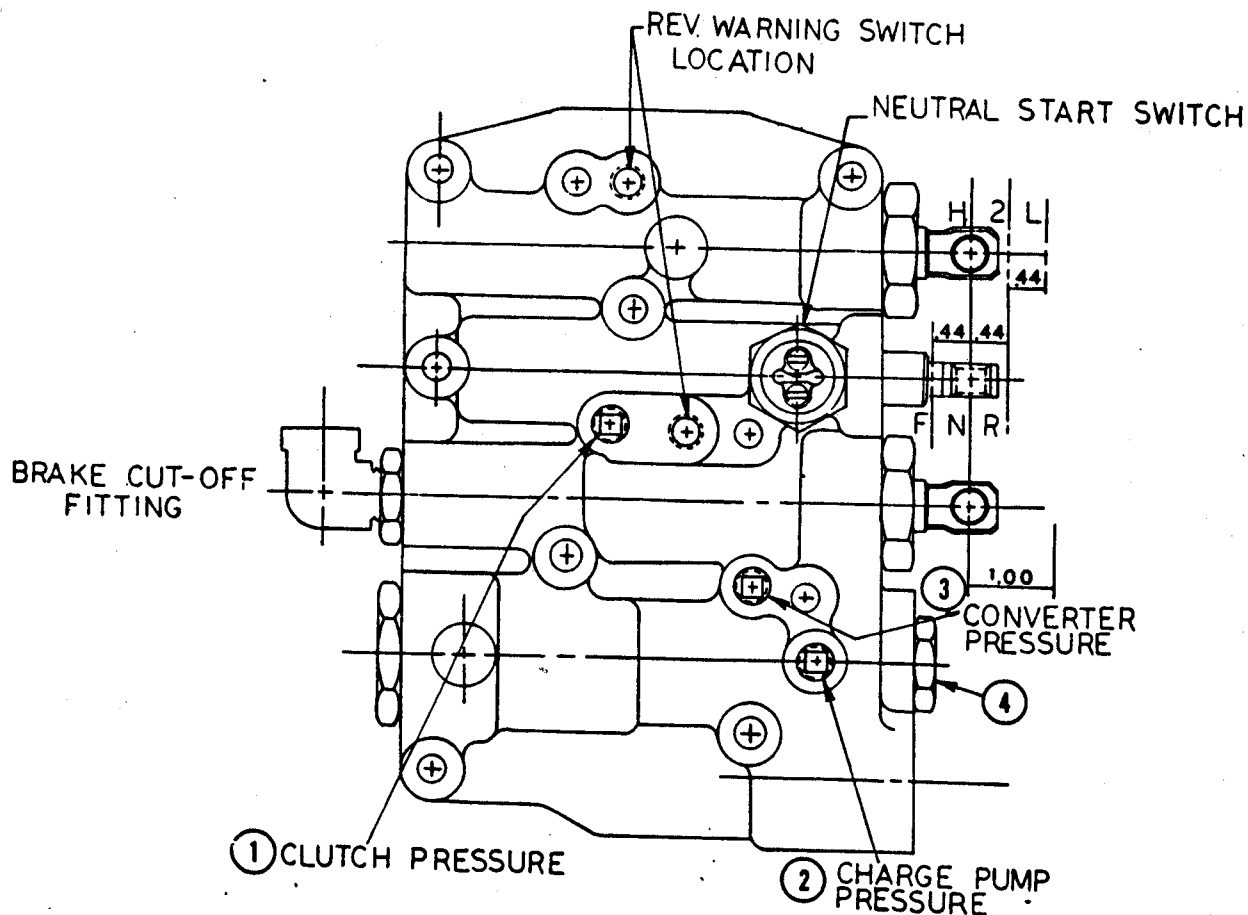 REV. WARNING SWITCH
LOCATION
NEUTRAL START SWITCH
H 2 L
.44
.44 .44
F N R
BRAKE CUT-OFF
FITTING
1.00
3
CONVERTER
PRESSURE
4
1 CLUTCH PRESSURE
2 CHARGE PUMP
PRESSURE